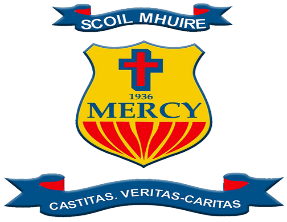 SCOIL MHUIRE
1936
MERCY
CASTITAS. VERITAS-CARITAS